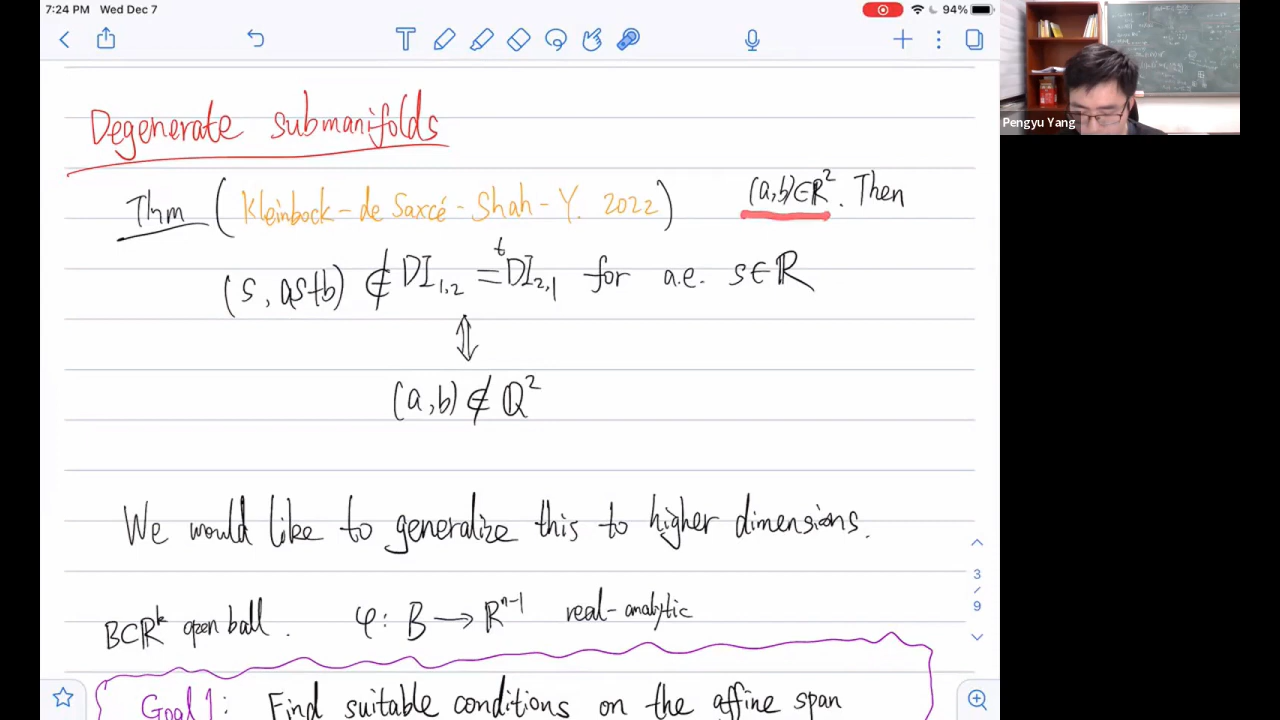 7:24 PM Wed Dec 7
94%
Pengyu Yang
Degenerate submanifolds
Thm (Kleinbock - de Saxcé - Shah - Y. 2022) (a,b)∈ℝ². Then
(s, as+b) ∉ DI₁,₂ = ᵗDI₂,₁ for a.e. s∈ℝ
⇕
(a,b) ∉ ℚ²
We would like to generalize this to higher dimensions.
B⊂ℝᵏ open ball. φ: B → ℝⁿ⁻¹ real-analytic
Goal 1: Find suitable conditions on the affine span
3/9